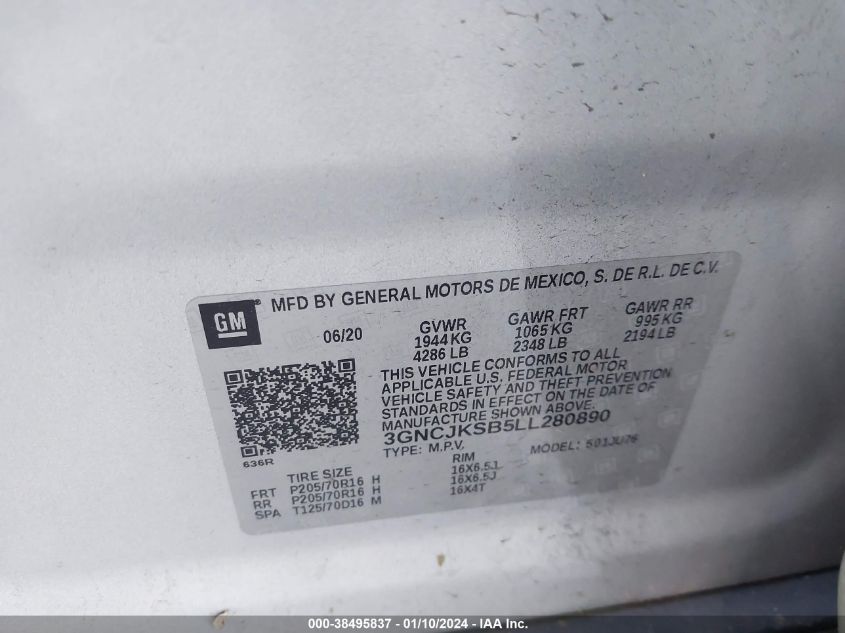 GM ® MFD BY GENERAL MOTORS DE MEXICO, S. DE R.L. DE C.V.
06/20
GVWR
1944 KG
4286 LB
GAWR FRT
1065 KG
2348 LB
GAWR RR
995 KG
2194 LB
THIS VEHICLE CONFORMS TO ALL
APPLICABLE U.S. FEDERAL MOTOR
VEHICLE SAFETY AND THEFT PREVENTION
STANDARDS IN EFFECT ON THE DATE OF
MANUFACTURE SHOWN ABOVE.
3GNCJKSB5LL280890
TYPE: M.P.V. MODEL: 501JU76
636R
TIRE SIZE RIM
FRT P205/70R16 H 16X6.5J
RR P205/70R16 H 16X6.5J
SPA T125/70D16 M 16X4T
000-38495837 - 01/10/2024 - IAA Inc.